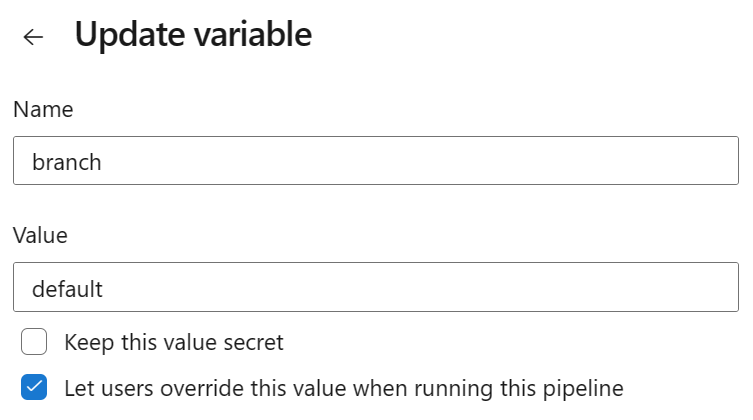 Update variable
Name
branch
Value
default
Keep this value secret
Let users override this value when running this pipeline